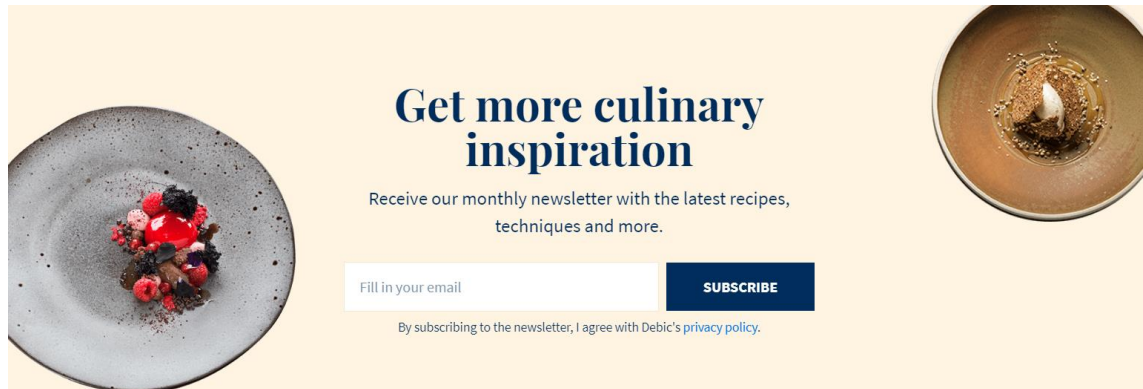 Get more culinary
inspiration
Receive our monthly newsletter with the latest recipes,
techniques and more.
Fill in your email
SUBSCRIBE
By subscribing to the newsletter, I agree with Debic's privacy policy.